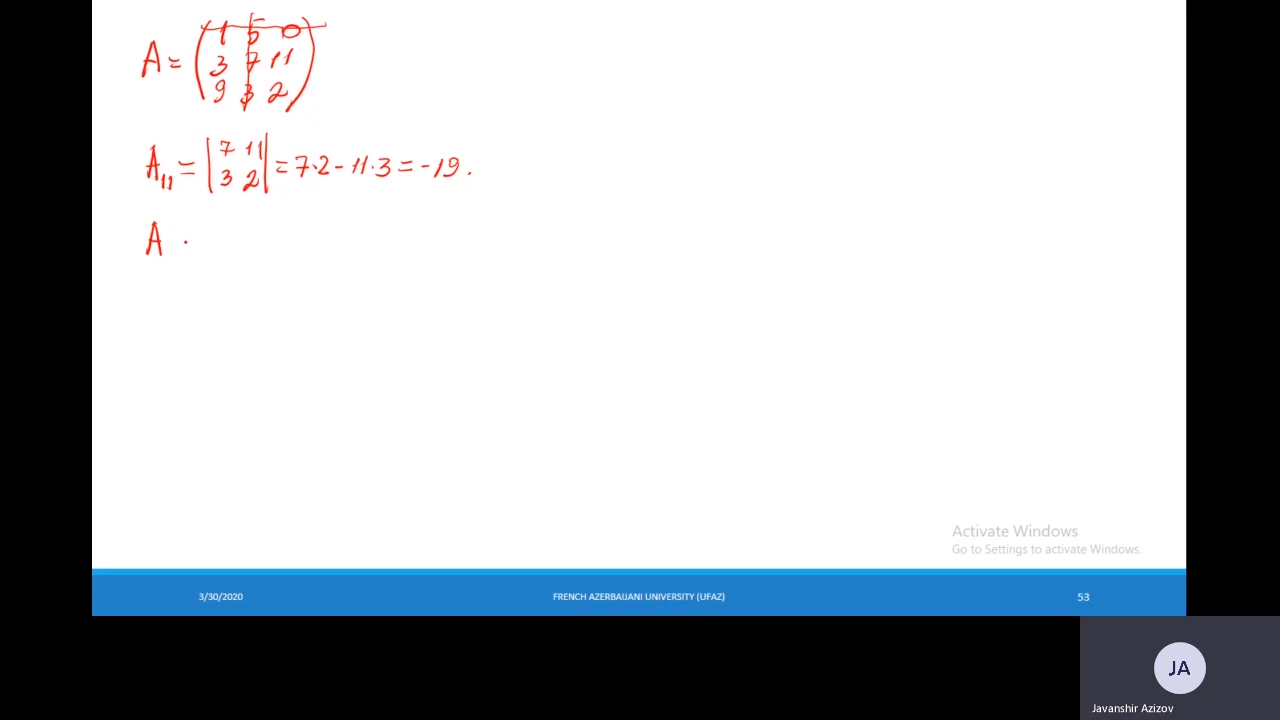 A = ( 1 5 0
3 7 11
9 3 2 )
A₁₁ = | 7 11
3 2 | = 7·2 - 11·3 = -19.
A ·
Activate Windows
Go to Settings to activate Windows.
3/30/2020 FRENCH AZERBAIJANI UNIVERSITY (UFAZ) 53
JA
Javanshir Azizov